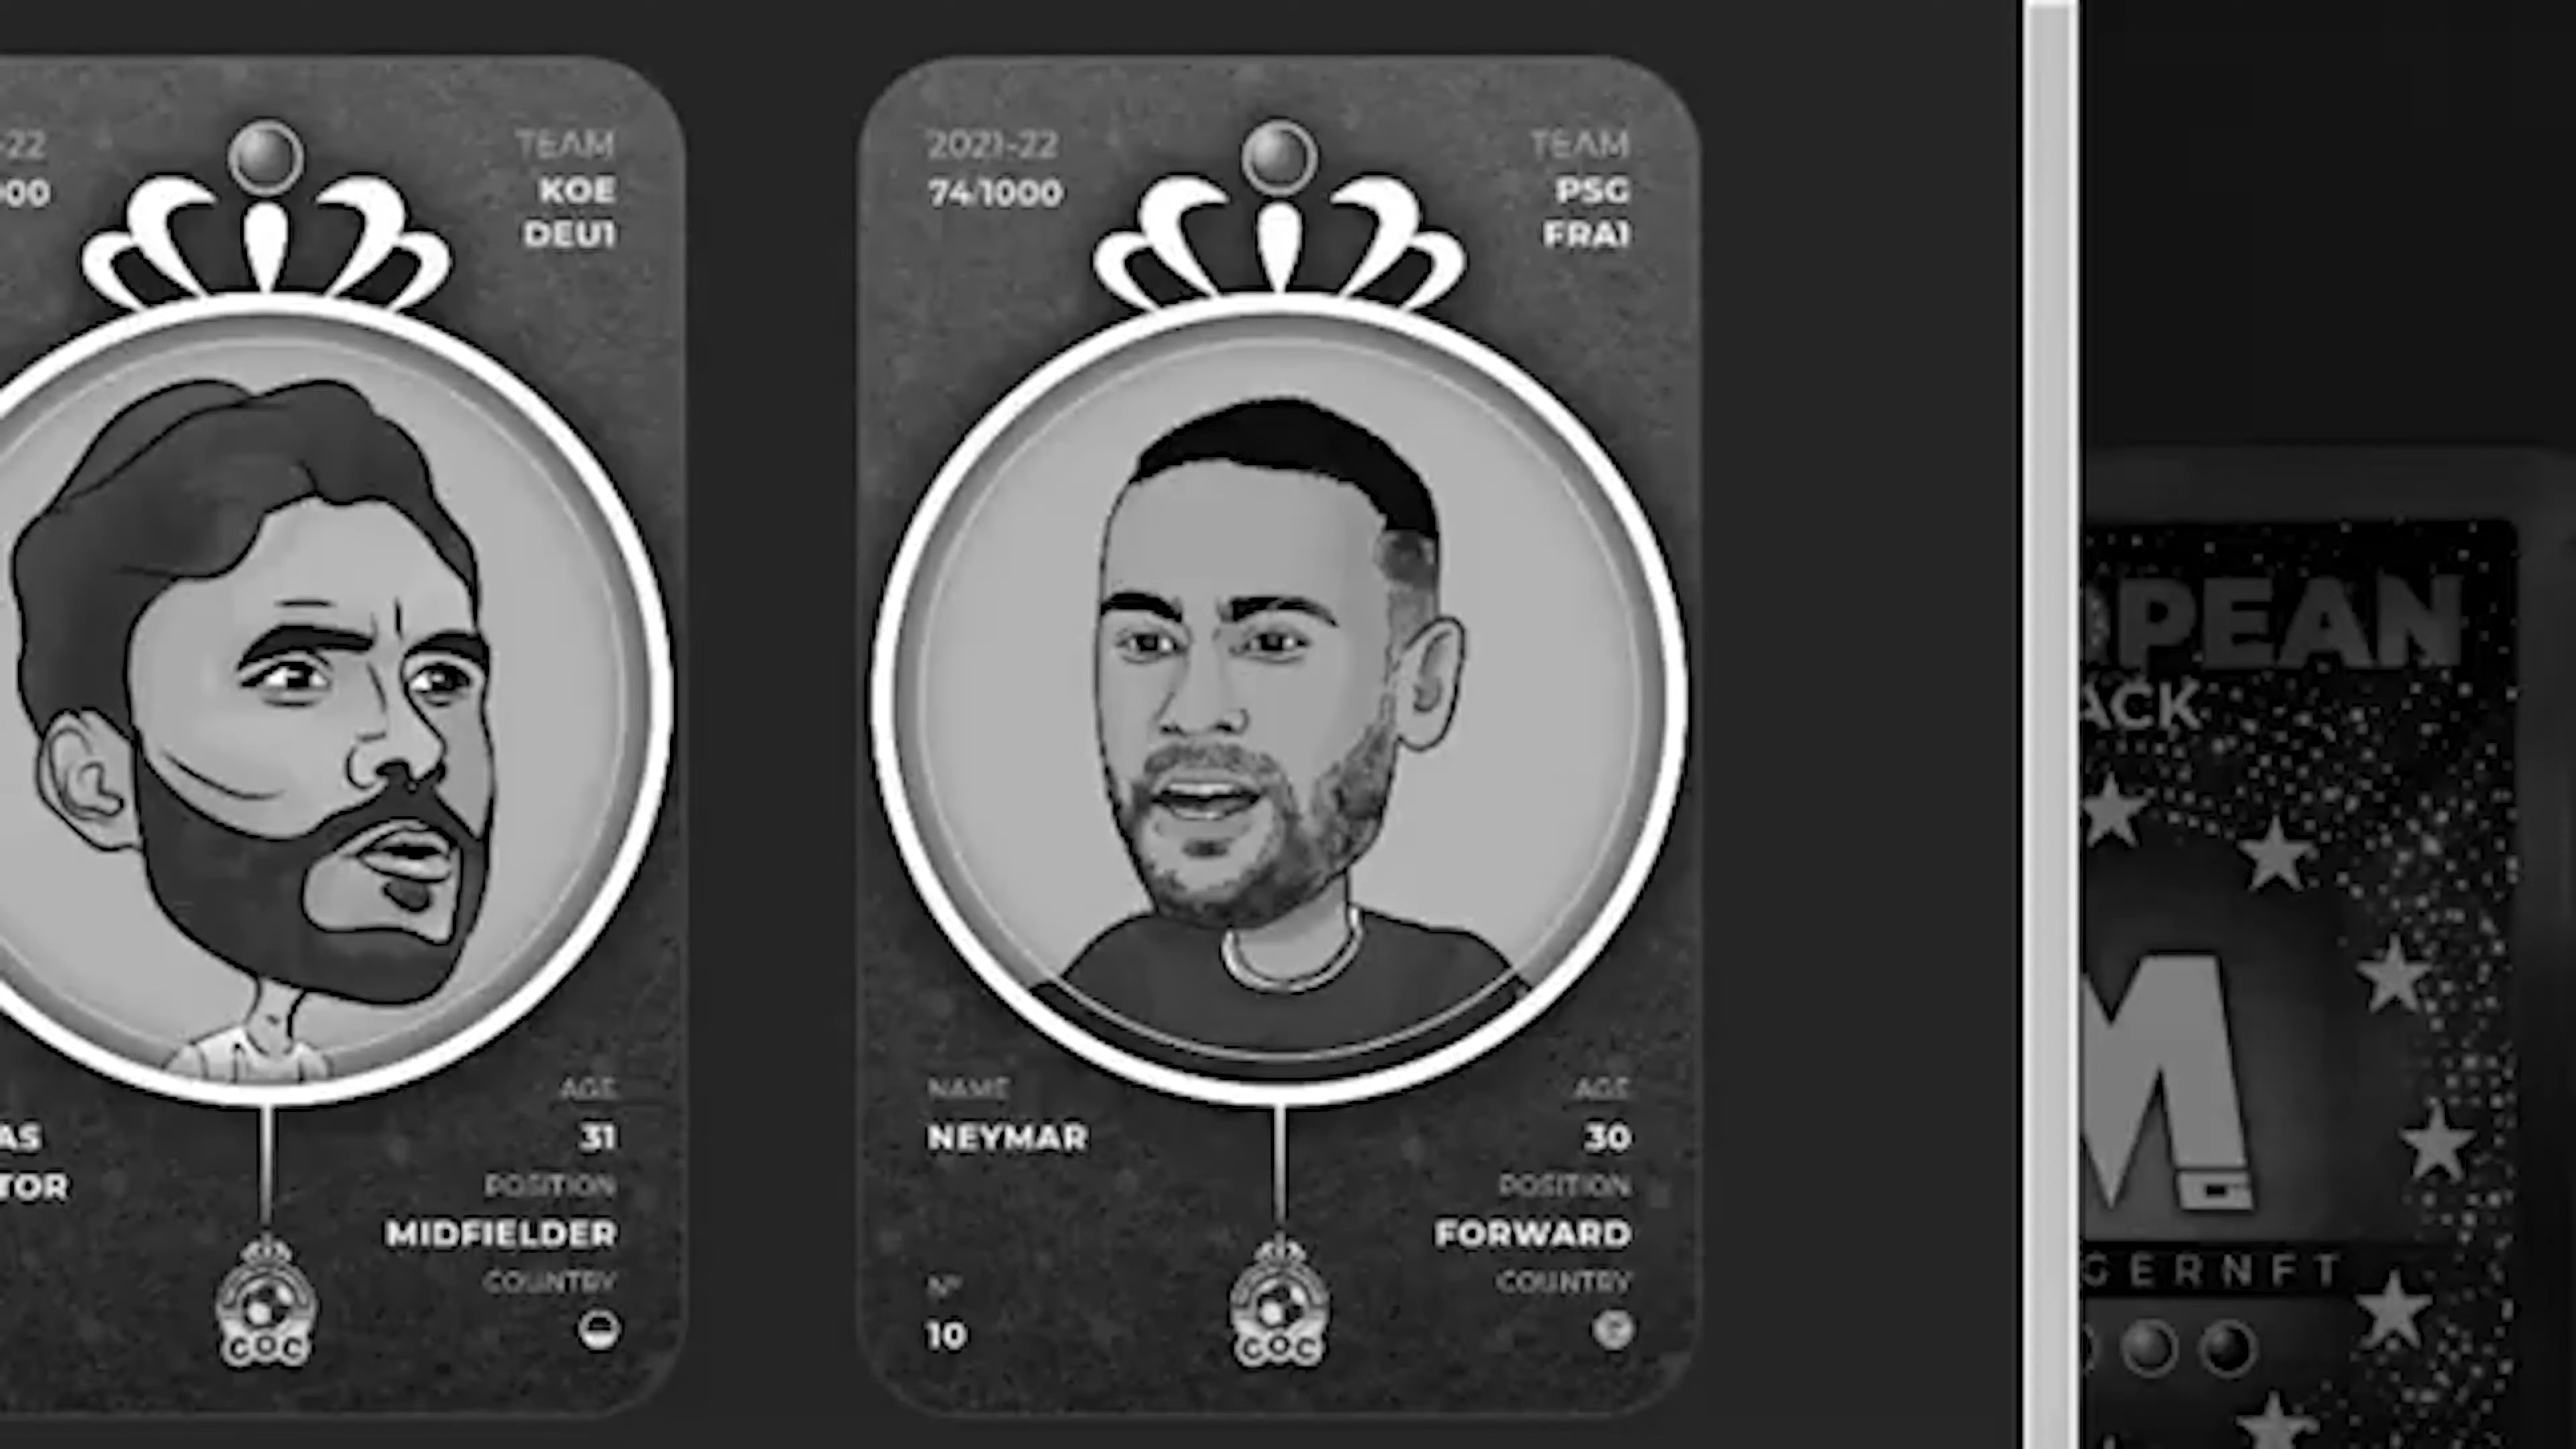 -22
TEAM
000
KOE
DEU1
AGE
AS
31
TOR
POSITION
MIDFIELDER
COUNTRY
COC
2021-22
TEAM
74/1000
PSG
FRA1
NAME
AGE
NEYMAR
30
POSITION
FORWARD
Nº
COUNTRY
10
COC
OPEAN
ACK
M
GERNFT